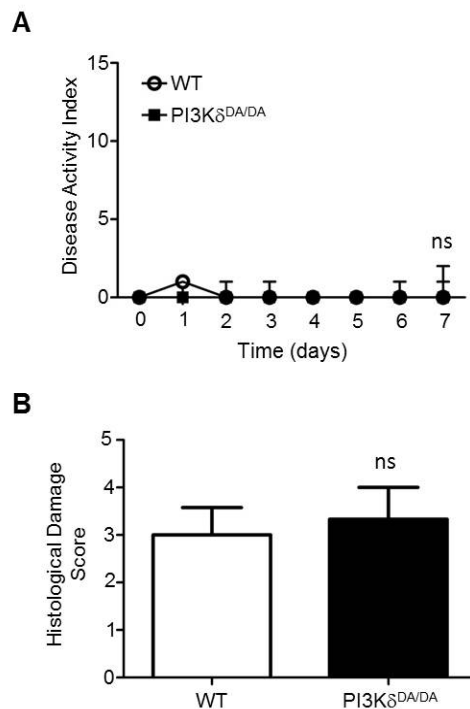 A
15
10
5
0
Disease Activity Index
WT
PI3Kδ^DA/DA
ns
0 1 2 3 4 5 6 7
Time (days)
B
5
4
3
2
1
0
Histological Damage
Score
ns
WT PI3Kδ^DA/DA